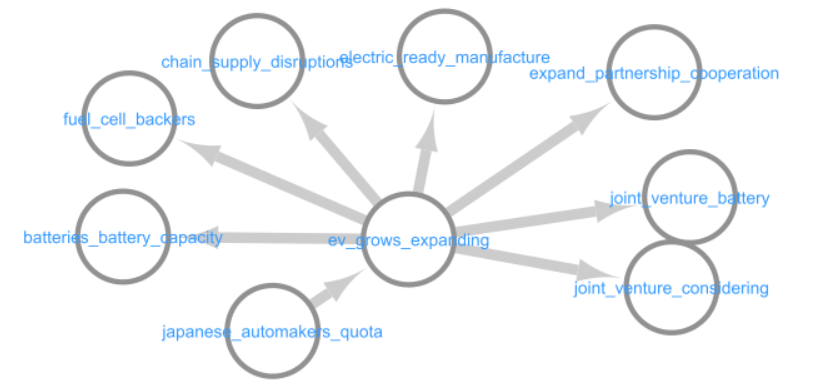 chain_supply_disruptions
electric_ready_manufacture
expand_partnership_cooperation
fuel_cell_backers
joint_venture_battery
batteries_battery_capacity
ev_grows_expanding
joint_venture_considering
japanese_automakers_quota